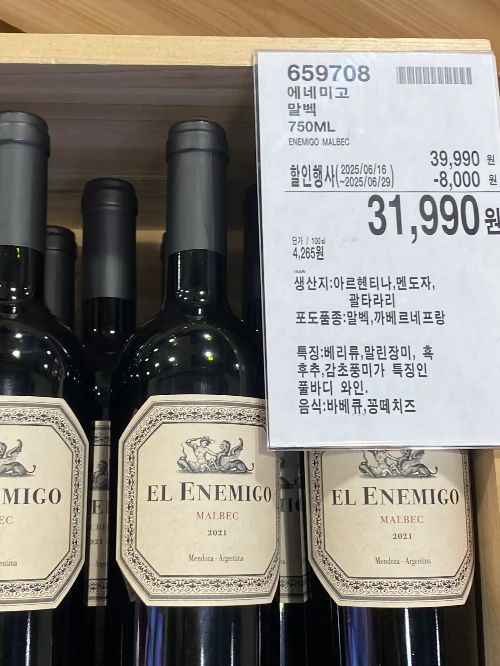 659708
에네미고
말벡
750ML
ENEMIGO MALBEC
39,990 원
할인행사(2025/06/16 ~2025/06/29) -8,000 원
31,990원
단가 / 100㎖
4,265원
생산지:아르헨티나,멘도자,
괄타라리
포도품종:말벡,까베르네프랑
특징:베리류,말린장미, 흑
후추,감초풍미가 특징인
풀바디 와인.
음식:바베큐,꽁떼치즈
NEMIGO
EC
entina
EL ENEMIGO
MALBEC
2021
Mendoza - Argentina
EL ENEMIGO
MALBEC
2021
Mendoza - Argentina